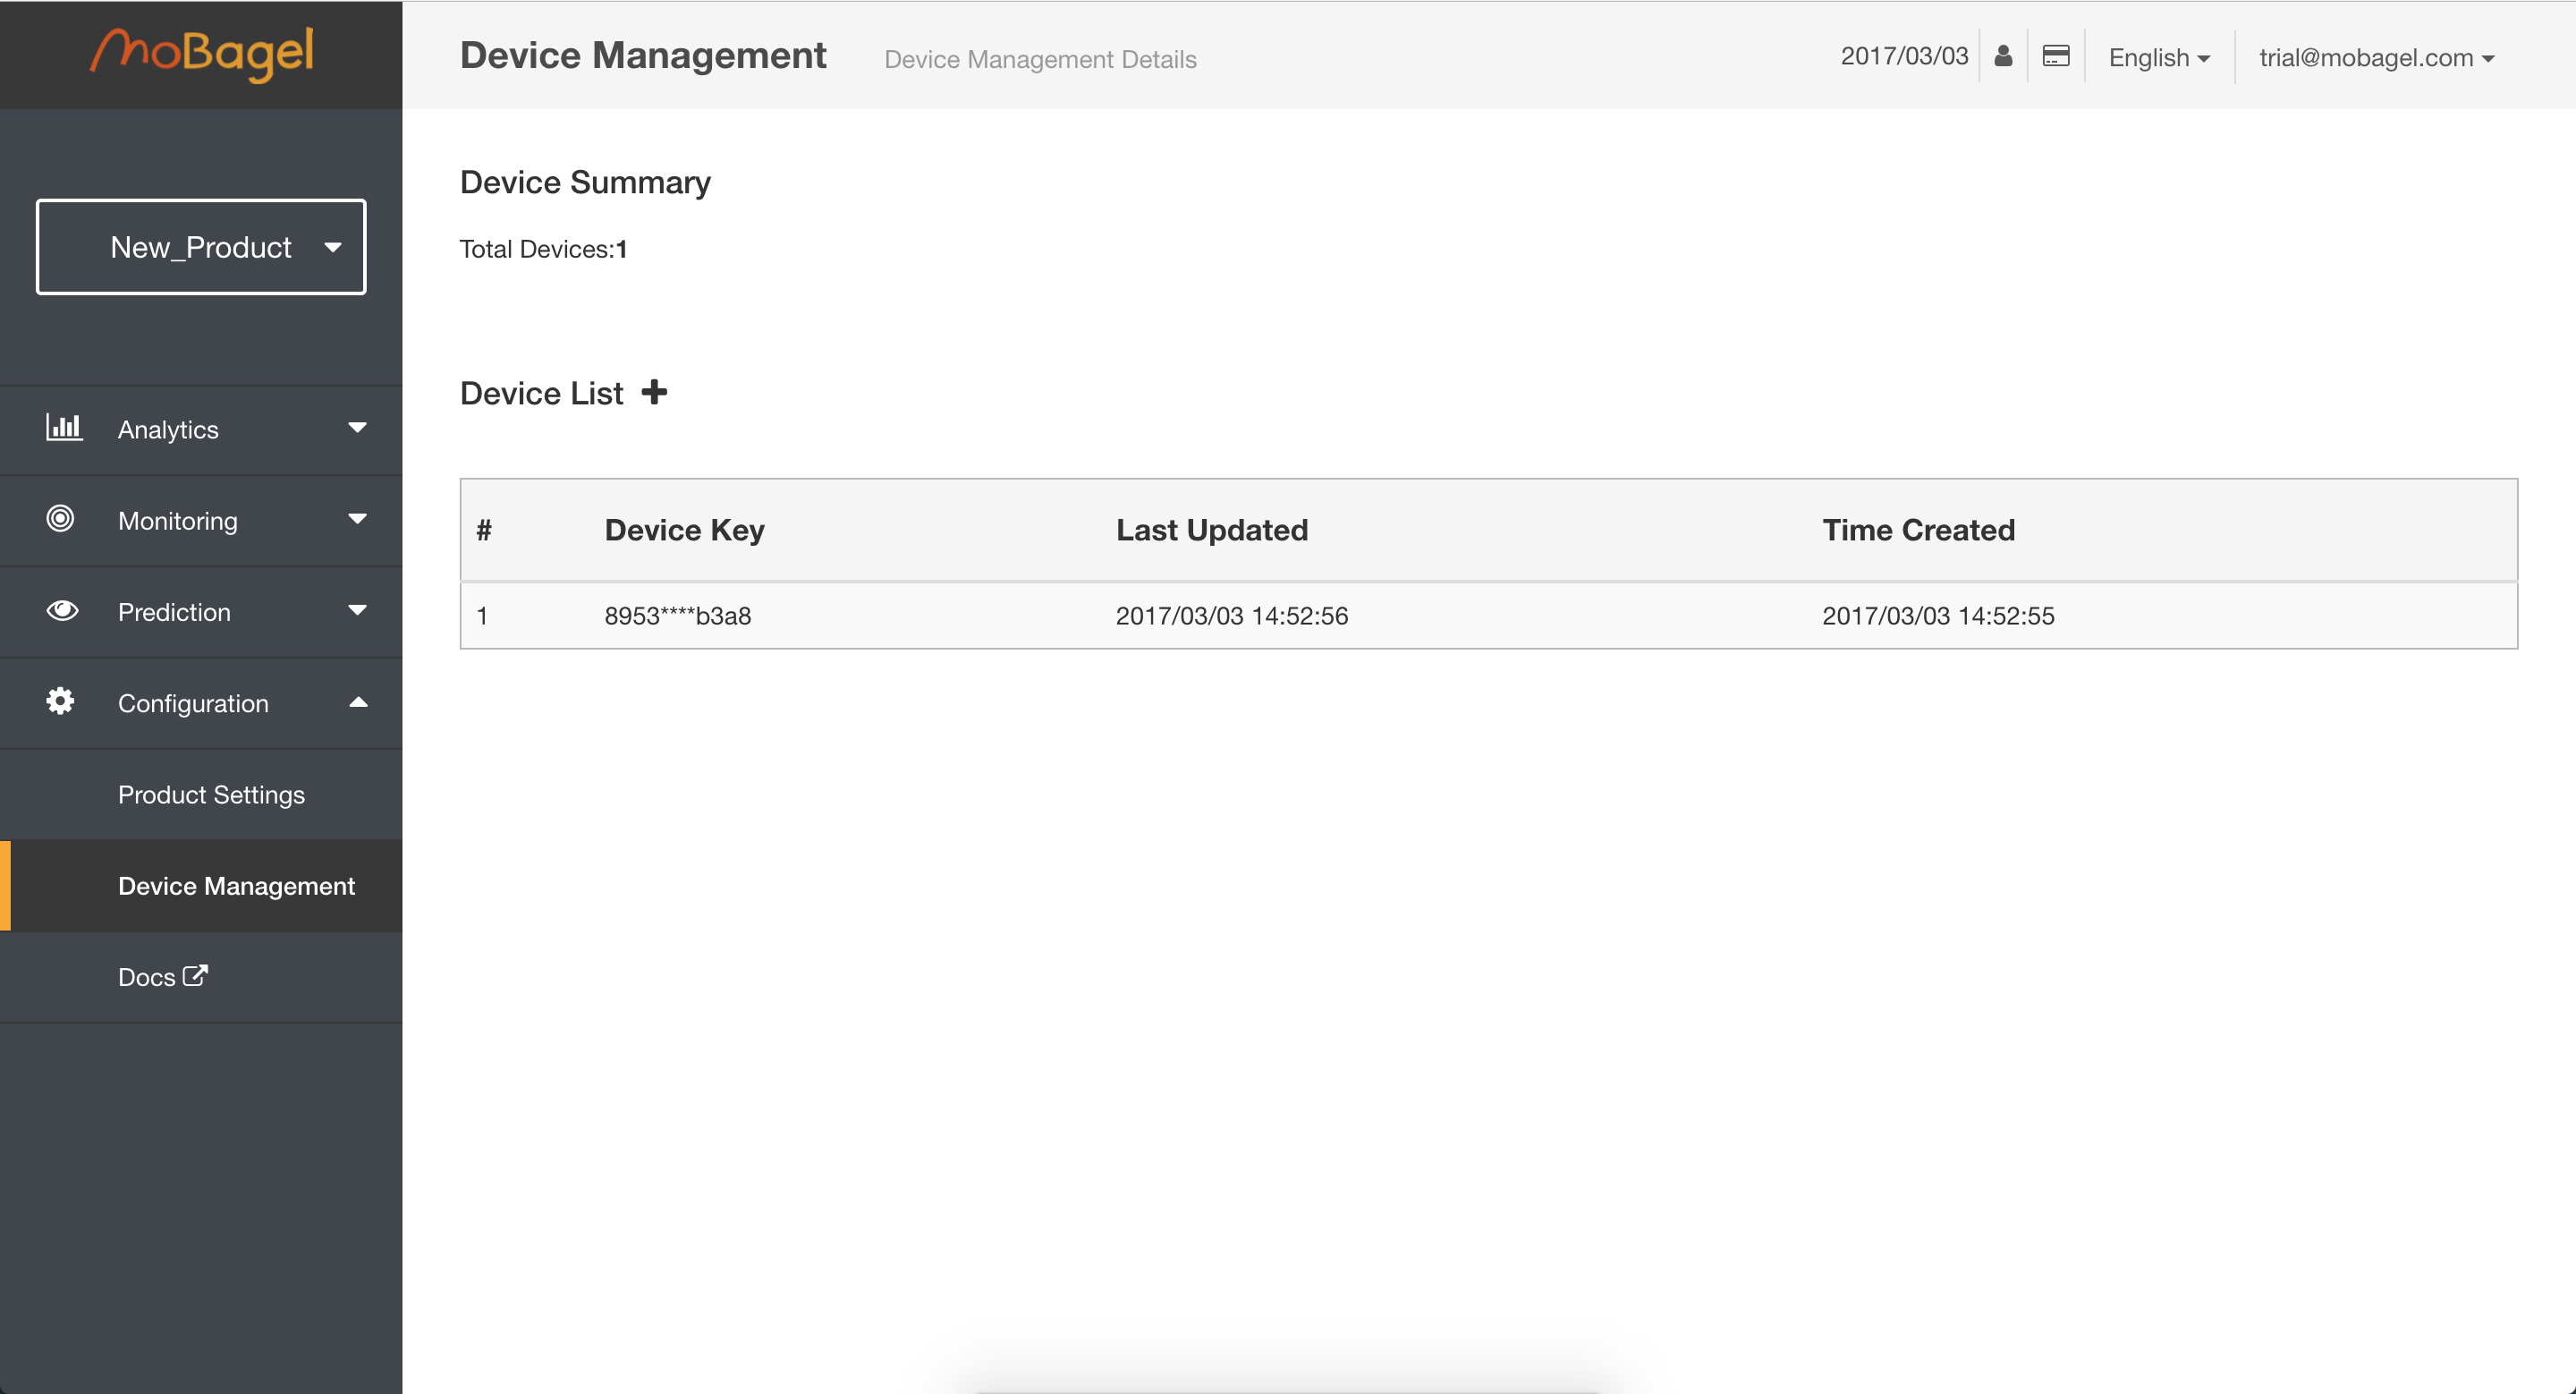 moBagel
Device Management
Device Management Details
2017/03/03
English
trial@mobagel.com
New_Product
Analytics
Monitoring
Prediction
Configuration
Product Settings
Device Management
Docs
Device Summary
Total Devices:1
Device List
# Device Key Last Updated Time Created
1 8953****b3a8 2017/03/03 14:52:56 2017/03/03 14:52:55